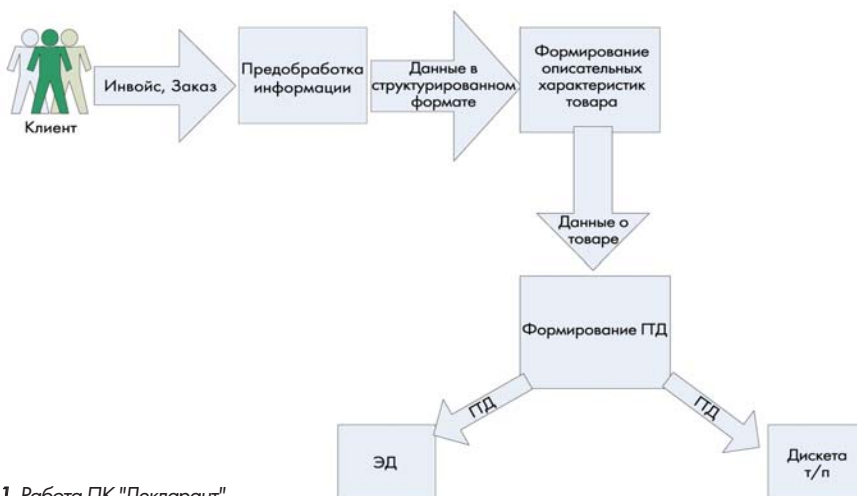 Клиент
Инвойс, Заказ
Предобработка
информации
Данные в
структурированном
формате
Формирование
описательных
характеристик
товара
Данные о
товаре
Формирование ГТД
ГТД
ГТД
ЭД
Дискета
т/п
1. Работа ПК "Декларант"